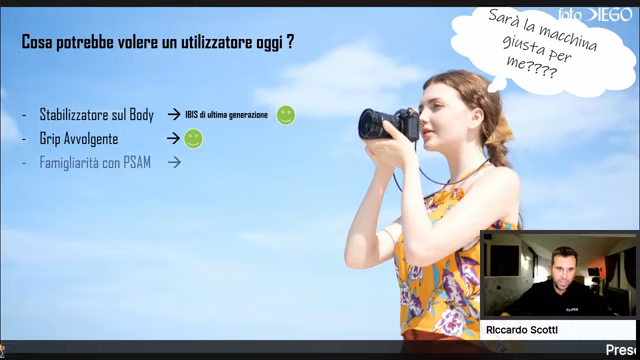 foto DIEGO
Sarà la macchina
giusta per
me????
Cosa potrebbe volere un utilizzatore oggi ?
- Stabilizzatore sul Body → IBIS di ultima generazione
- Grip Avvolgente →
- Famigliarità con PSAM →
Riccardo Scotti